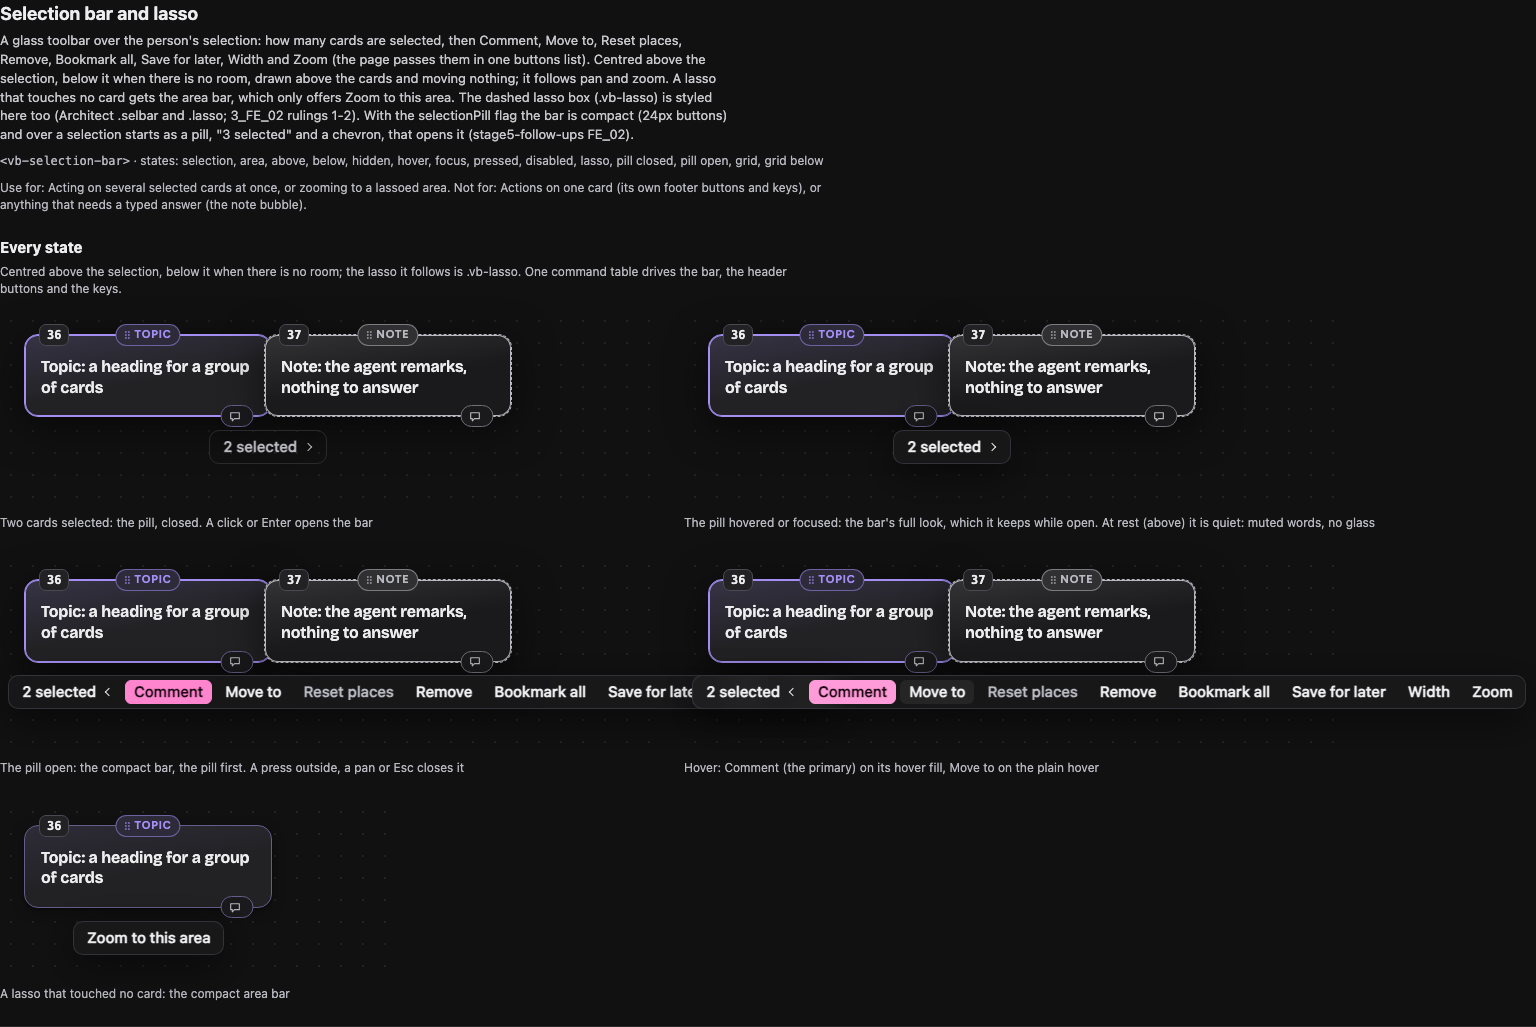 Selection bar and lasso
A glass toolbar over the person's selection: how many cards are selected, then Comment, Move to, Reset places,
Remove, Bookmark all, Save for later, Width and Zoom (the page passes them in one buttons list). Centred above the
selection, below it when there is no room, drawn above the cards and moving nothing; it follows pan and zoom. A lasso
that touches no card gets the area bar, which only offers Zoom to this area. The dashed lasso box (.vb-lasso) is styled
here too (Architect .selbar and .lasso; 3_FE_02 rulings 1-2). With the selectionPill flag the bar is compact (24px buttons)
and over a selection starts as a pill, "3 selected" and a chevron, that opens it (stage5-follow-ups FE_02).
<vb-selection-bar> · states: selection, area, above, below, hidden, hover, focus, pressed, disabled, lasso, pill closed, pill open, grid, grid below
Use for: Acting on several selected cards at once, or zooming to a lassoed area. Not for: Actions on one card (its own footer buttons and keys), or
anything that needs a typed answer (the note bubble).
Every state
Centred above the selection, below it when there is no room; the lasso it follows is .vb-lasso. One command table drives the bar, the header
buttons and the keys.
36 TOPIC 37 NOTE
Topic: a heading for a group
of cards
Note: the agent remarks,
nothing to answer
2 selected
Two cards selected: the pill, closed. A click or Enter opens the bar
36 TOPIC 37 NOTE
Topic: a heading for a group
of cards
Note: the agent remarks,
nothing to answer
2 selected
The pill hovered or focused: the bar's full look, which it keeps while open. At rest (above) it is quiet: muted words, no glass
36 TOPIC 37 NOTE
Topic: a heading for a group
of cards
Note: the agent remarks,
nothing to answer
2 selected Comment Move to Reset places Remove Bookmark all Save for late
The pill open: the compact bar, the pill first. A press outside, a pan or Esc closes it
36 TOPIC 37 NOTE
Topic: a heading for a group
of cards
Note: the agent remarks,
nothing to answer
2 selected Comment Move to Reset places Remove Bookmark all Save for later Width Zoom
Hover: Comment (the primary) on its hover fill, Move to on the plain hover
36 TOPIC
Topic: a heading for a group
of cards
Zoom to this area
A lasso that touched no card: the compact area bar